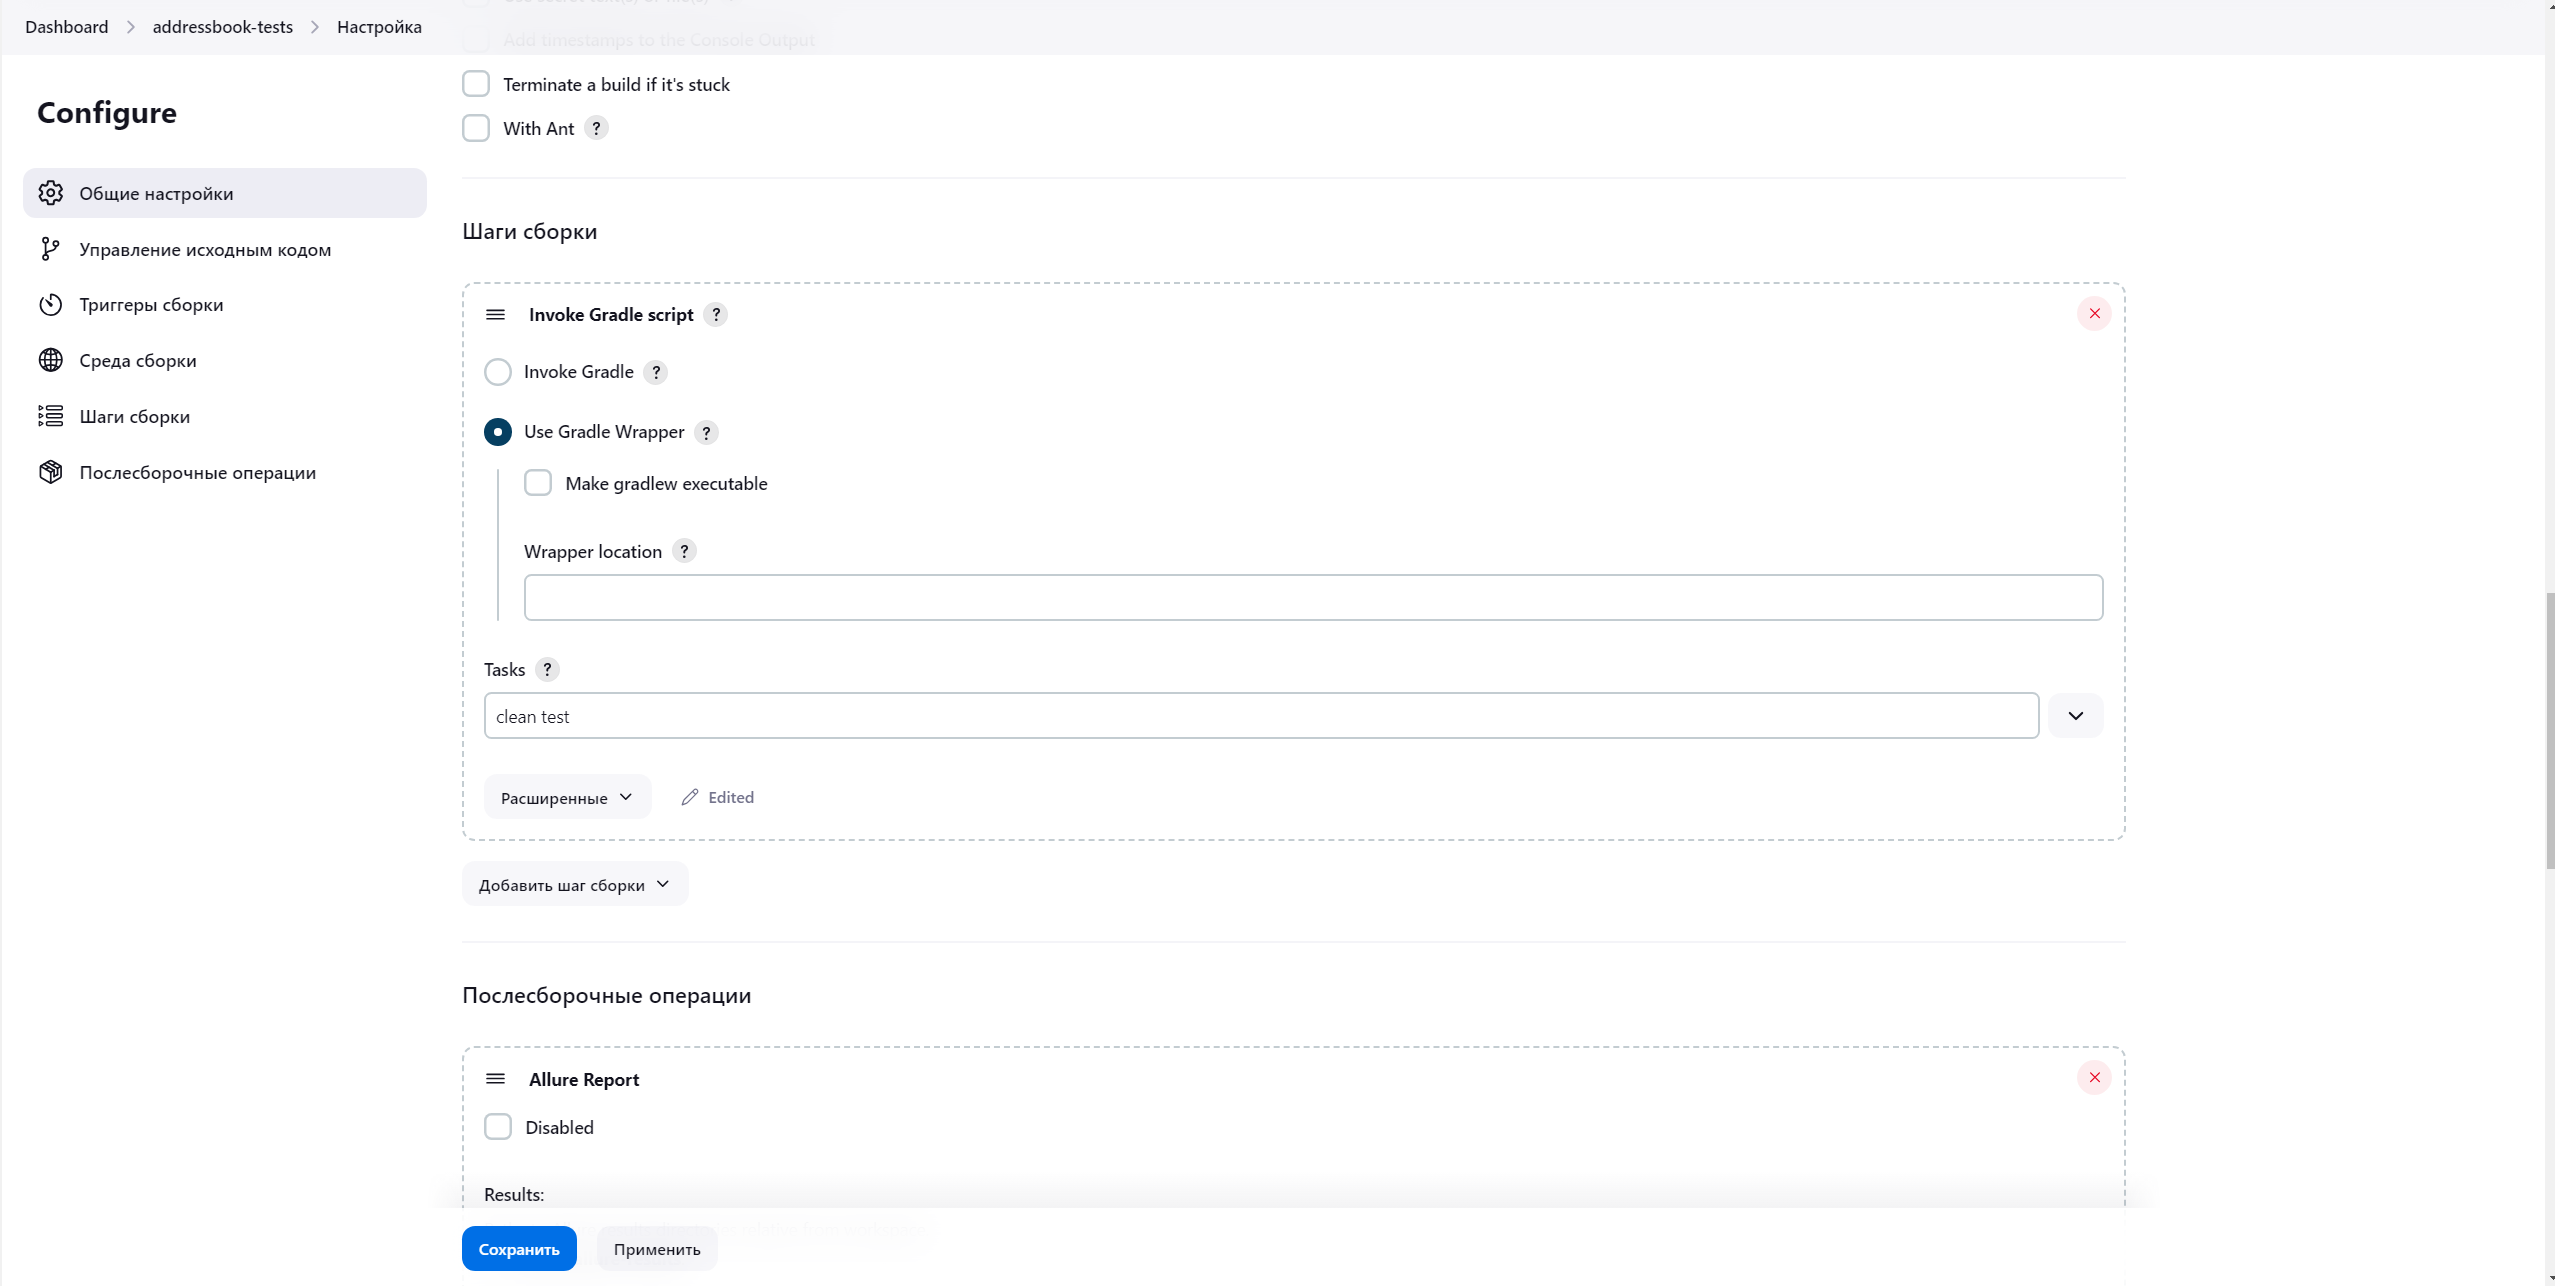 Dashboard > addressbook-tests > Настройка
Add timestamps to the Console Output
Configure
Общие настройки
Управление исходным кодом
Триггеры сборки
Среда сборки
Шаги сборки
Послесборочные операции
Terminate a build if it's stuck
With Ant ?
Шаги сборки
Invoke Gradle script ?
Invoke Gradle ?
Use Gradle Wrapper ?
Make gradlew executable
Wrapper location ?
Tasks ?
clean test
Расширенные
Edited
Добавить шаг сборки
Послесборочные операции
Allure Report
Disabled
Results:
Сохранить
Применить